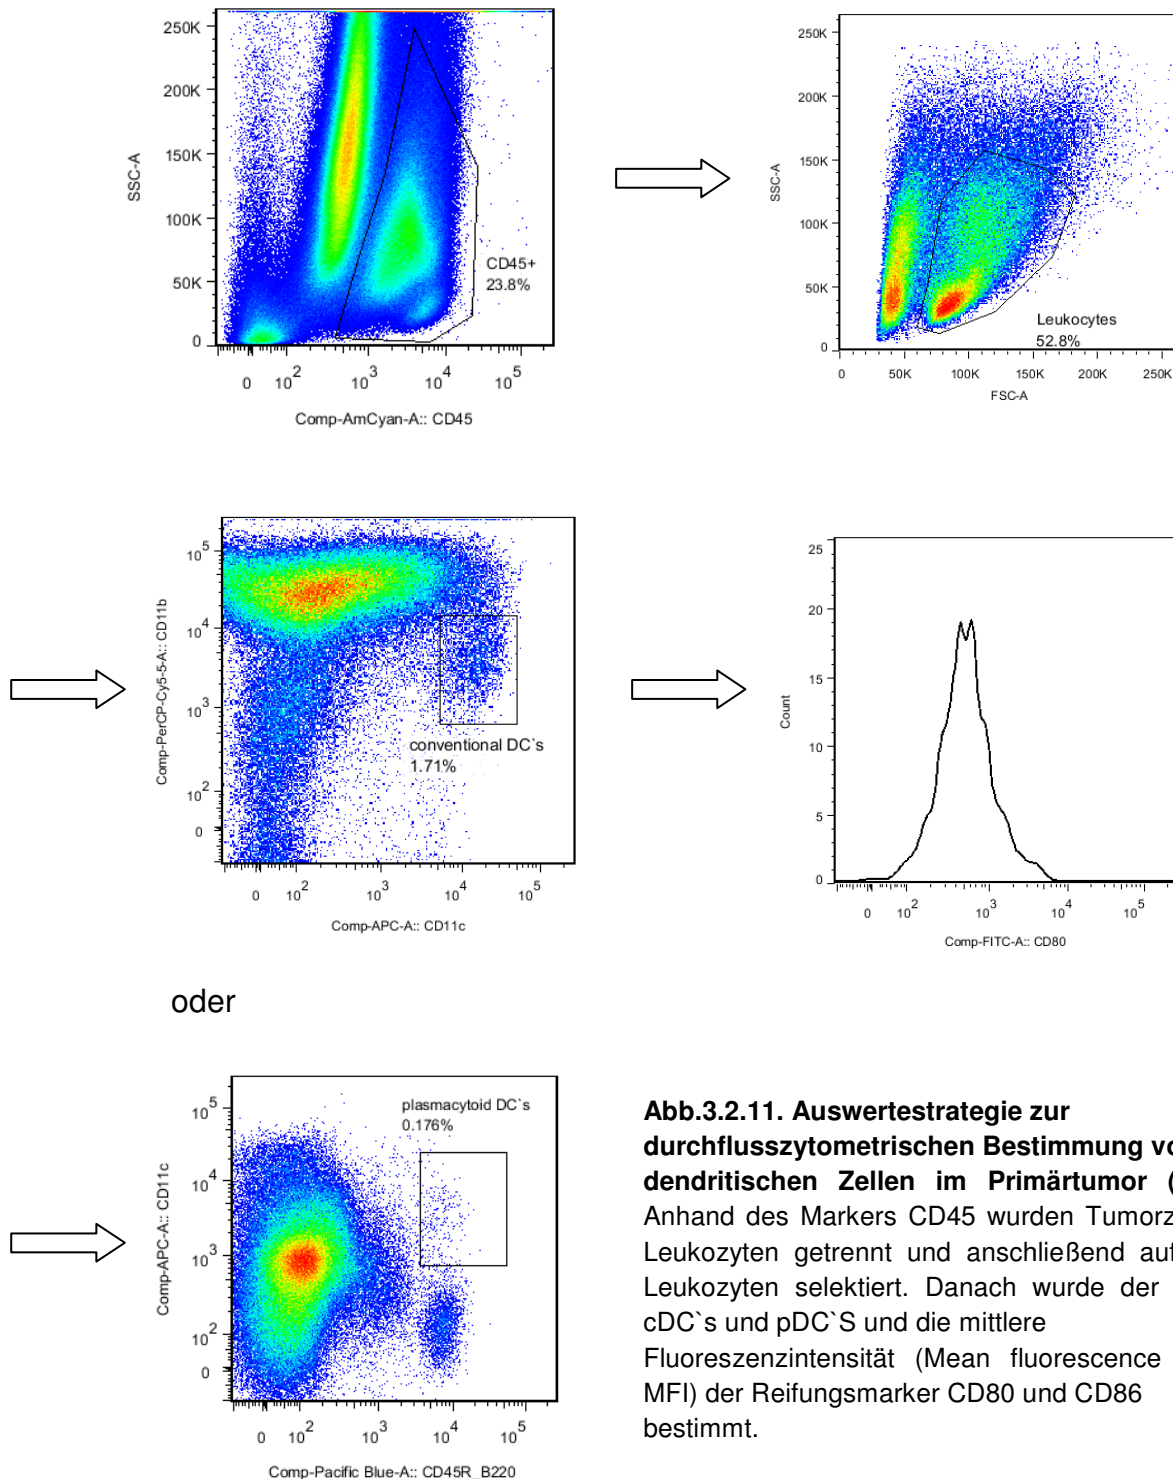 250K
200K
150K
100K
50K
0
SSC-A
CD45+
23.8%
0 10^2 10^3 10^4 10^5
Comp-AmCyan-A:: CD45
250K
200K
150K
100K
50K
0
SSC-A
Leukocytes
52.8%
0 50K 100K 150K 200K
FSC-A
10^5
10^4
10^3
10^2
0
Comp-PerCP-Cy5-5-A:: CD11b
conventional DC`s
1.71%
0 10^2 10^3 10^4 10^5
Comp-APC-A:: CD11c
25
20
15
10
5
0
Count
0 10^2 10^3 10^4 10^5
Comp-FITC-A:: CD80
oder
10^5
10^4
10^3
10^2
0
Comp-APC-A:: CD11c
plasmacytoid DC`s
0.176%
0 10^2 10^3 10^4 10^5
Comp-Pacific Blue-A:: CD45R_B220
Abb.3.2.11. Auswertestrategie zur
durchflusszytometrischen Bestimmung
dendritischen Zellen im Primärtumor (
Anhand des Markers CD45 wurden
Leukozyten getrennt und anschließend auf
Leukozyten selektiert. Danach wurde der
cDC`s und pDC`S und die mittlere
Fluoreszenzintensität (Mean fluorescence
MFI) der Reifungsmarker CD80 und CD86
bestimmt.